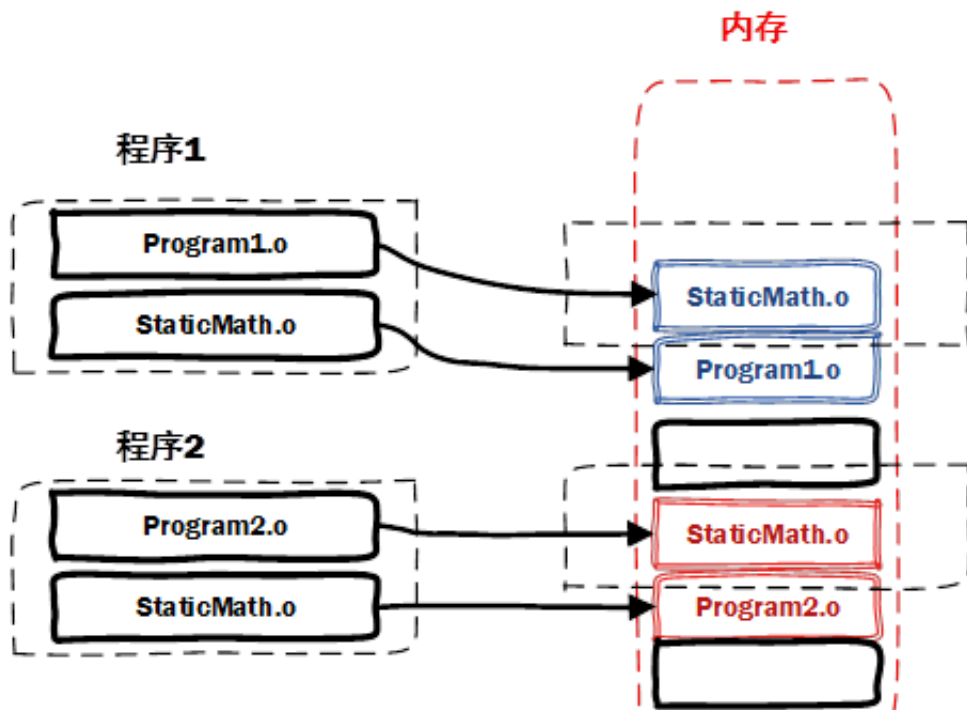 内存
程序1
Program1.o
StaticMath.o
StaticMath.o
Program1.o
程序2
Program2.o
StaticMath.o
StaticMath.o
Program2.o